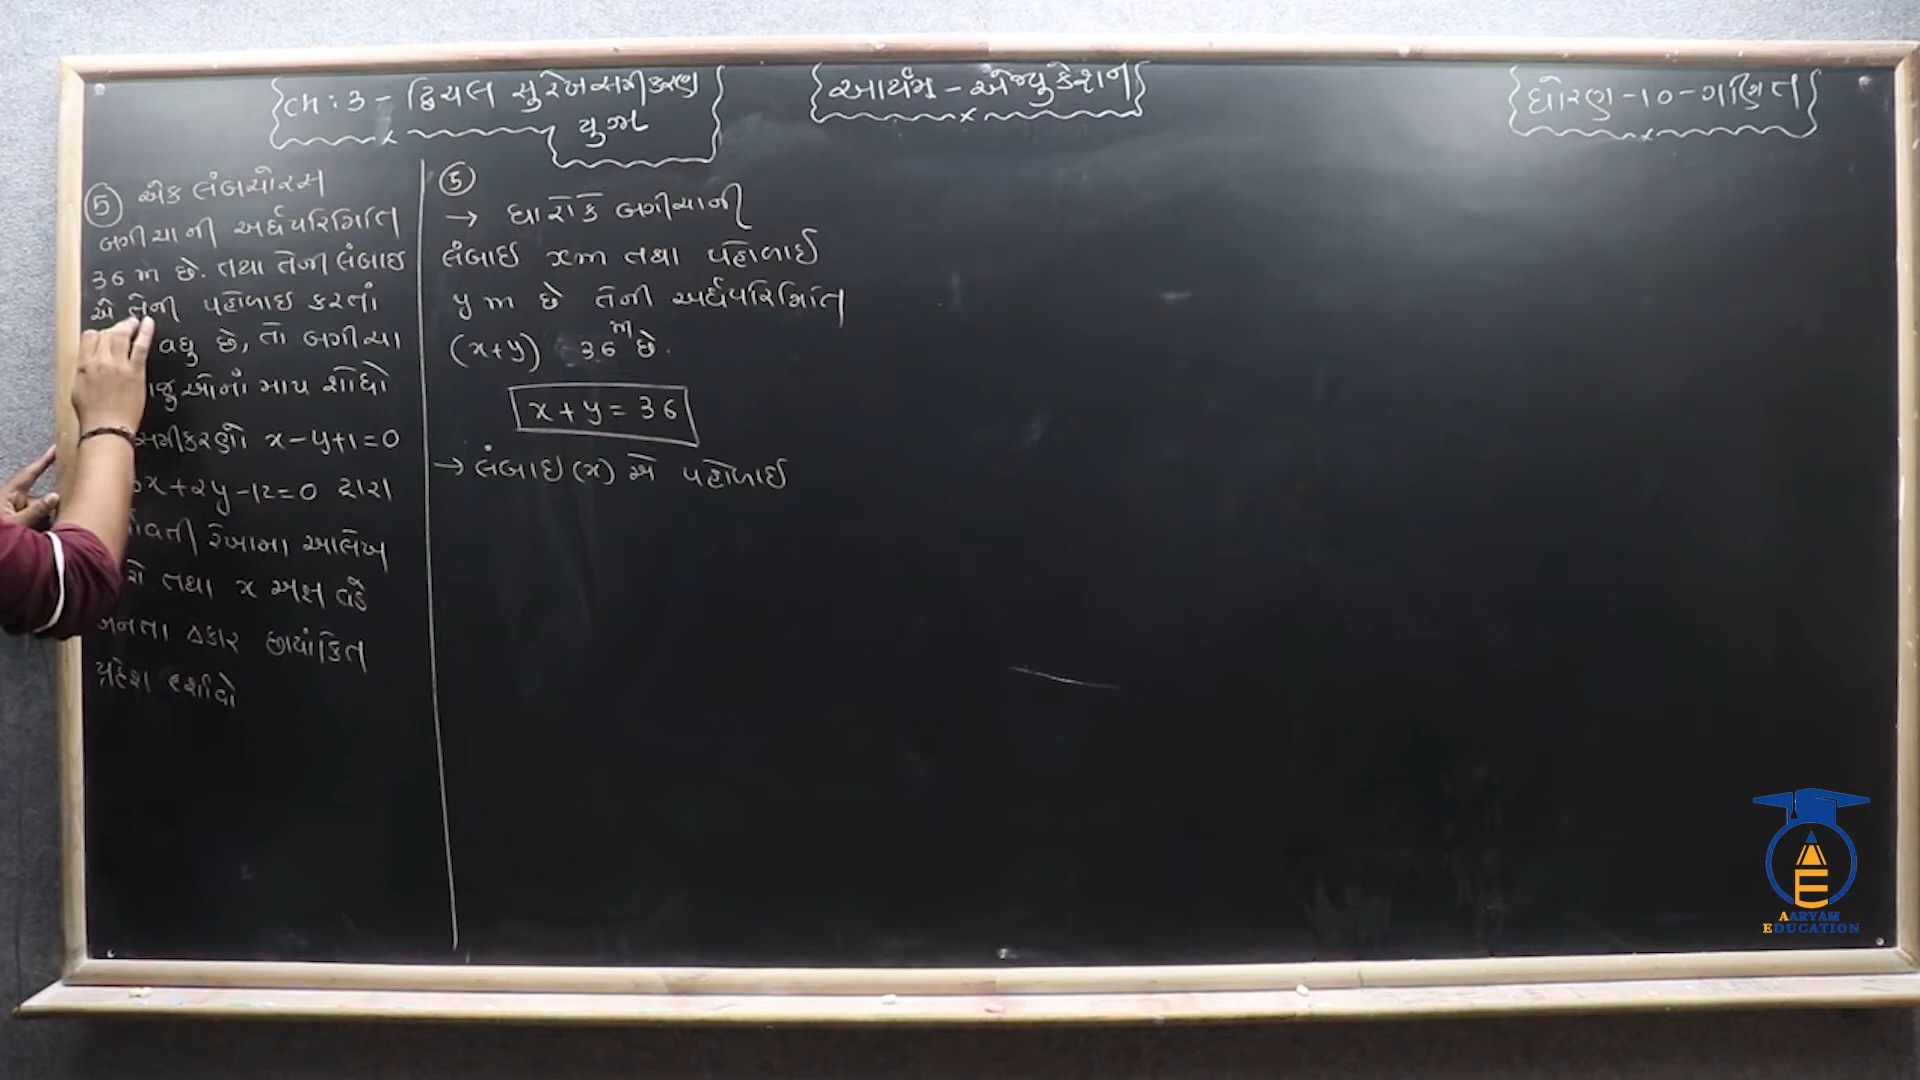 ch: 3 - દ્વિચલ સુરેખ સમીકરણ
યુગ્મ
આર્યમ - એજ્યુકેશન
ધોરણ - 10 - ગણિત
5 એક લંબચોરસ
બગીચાની અર્ધપરિમિતિ
36 m છે. તથા તેની લંબાઇ
એ તેની પહોળાઇ કરતાં
વધુ છે, તો બગીચા
માપ શોધો
સમીકરણો x-y+1=0
x+2y-12=0 દ્વારા
રેખાના આલેખ
તથા x અક્ષ વડે
બનતા ∆કાર છાયાંકિત
પ્રદેશ દર્શાવો
5
→ ધારોકે બગીચાની
લંબાઈ xm તથા પહોળાઈ
y m છે તેની અર્ધપરિમિતિ
(x+y) 36 m છે.
x + y = 36
→ લંબાઇ (x) એ પહોળાઈ
AARYAM
EDUCATION